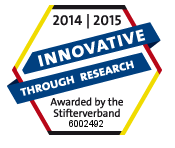 2014 | 2015
INNOVATIVE
THROUGH RESEARCH
Awarded by the
Stifterverband
6002492